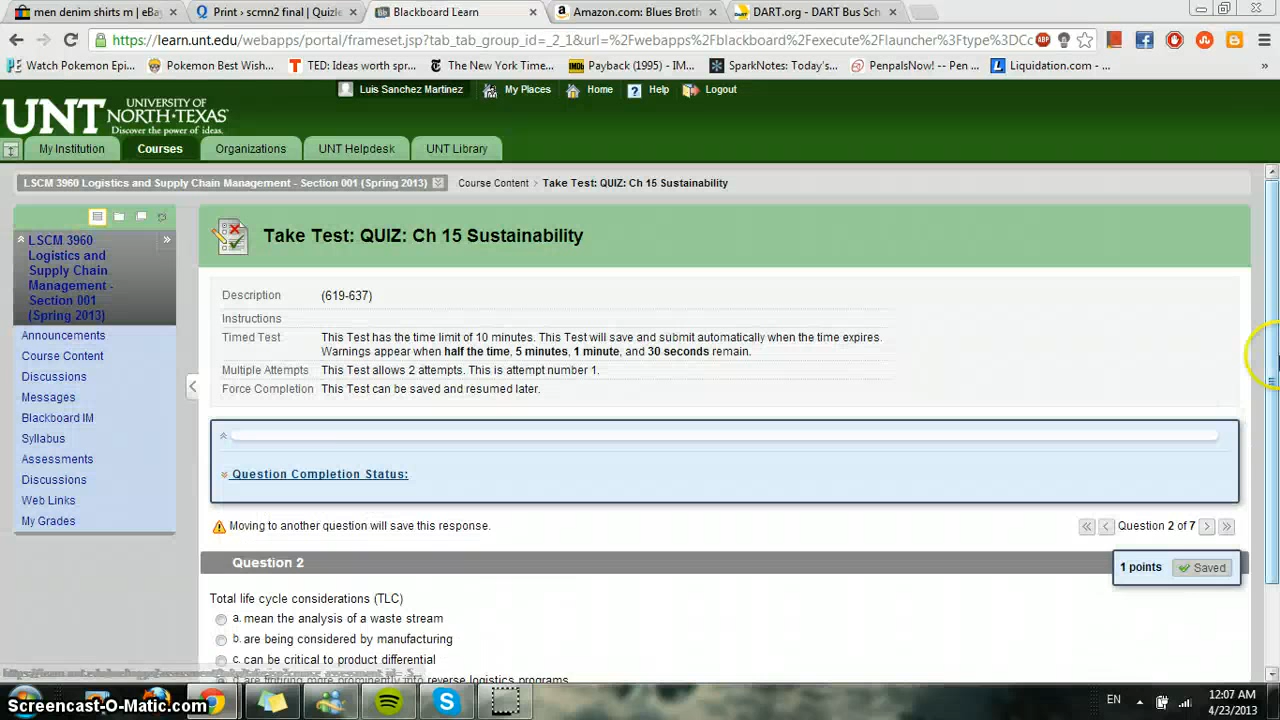 men denim shirts m | eBa
Print › scmn2 final | Quizle
Blackboard Learn
Amazon.com: Blues Broth
DART.org - DART Bus Sch
https://learn.unt.edu/webapps/portal/frameset.jsp?tab_tab_group_id=_2_1&url=%2Fwebapps%2Fblackboard%2Fexecute%2Flauncher%3Ftype%3DCc
Watch Pokemon Epi...
Pokemon Best Wish...
TED: Ideas worth spr...
The New York Time...
Payback (1995) - IM...
SparkNotes: Today's...
PenpalsNow! -- Pen ...
Liquidation.com - ...
»
Luis Sanchez Martinez
My Places
Home
Help
Logout
UNT
UNIVERSITY OF
NORTH·TEXAS
Discover the power of ideas.
My Institution
Courses
Organizations
UNT Helpdesk
UNT Library
LSCM 3960 Logistics and Supply Chain Management - Section 001 (Spring 2013)
Course Content > Take Test: QUIZ: Ch 15 Sustainability
LSCM 3960
Logistics and
Supply Chain
Management -
Section 001
(Spring 2013)
Announcements
Course Content
Discussions
Messages
Blackboard IM
Syllabus
Assessments
Discussions
Web Links
My Grades
Take Test: QUIZ: Ch 15 Sustainability
Description (619-637)
Instructions
Timed Test This Test has the time limit of 10 minutes. This Test will save and submit automatically when the time expires.
Warnings appear when half the time, 5 minutes, 1 minute, and 30 seconds remain.
Multiple Attempts This Test allows 2 attempts. This is attempt number 1.
Force Completion This Test can be saved and resumed later.
Question Completion Status:
Moving to another question will save this response.
Question 2 of 7
Question 2
1 points
Saved
Total life cycle considerations (TLC)
a. mean the analysis of a waste stream
b. are being considered by manufacturing
c. can be critical to product differential
d. are figuring more prominently into reverse logistics programs
EN
12:07 AM
4/23/2013
Screencast-O-Matic.com